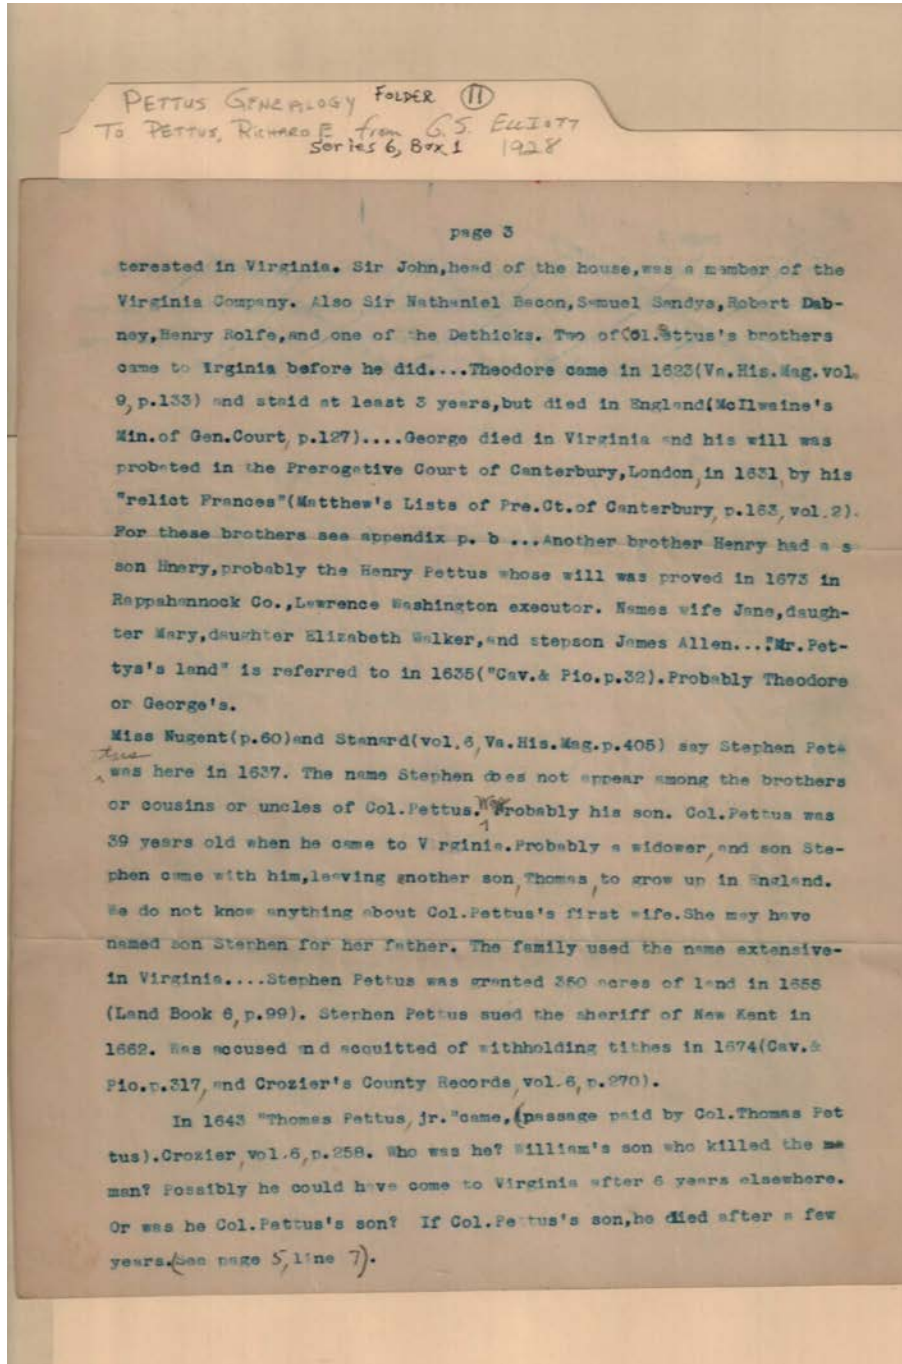 PETTUS GENEALOGY FOLDER 11
TO PETTUS, RICHARD E from G.S. ELLIOTT
Series 6, Box 1 1928
page 3
terested in Virginia. Sir John,head of the house,was a member of the
Virginia Company. Also Sir Nathaniel Bacon,Samuel Sandys,Robert Dab-
ney,Henry Rolfe,and one of the Dethicks. Two of Col.Pettus's brothers
came to Irginia before he did....Theodore came in 1623(Va.His.Mag.vol.
9,p.133) and staid at least 3 years,but died in England(McIlwaine's
Min.of Gen.Court, p.127)....George died in Virginia and his will was
probated in the Prerogative Court of Canterbury,London,in 1631, by his
"relict Frances"(Matthew's Lists of Pre.Ct.of Canterbury, p.163,vol.2).
For these brothers see appendix p. b ...Another brother Henry had a s
son Hnery,probably the Henry Pettus whose will was proved in 1673 in
Rappahannock Co.,Lawrence Washington executor. Names wife Jane,daugh-
ter Mary,daughter Elizabeth Walker,and stepson James Allen..."Mr.Pet-
tys's land" is referred to in 1635("Cav.& Pio.p.32).Probably Theodore
or George's.
Miss Nugent(p.60)and Stanard(vol.6,Va.His.Mag.p.405) say Stephen Pet-
tus
was here in 1637. The name Stephen does not appear among the brothers
or cousins or uncles of Col.Pettus. Was Probably his son. Col.Pettus was
39 years old when he came to V rginia.Probably a widower,and son Ste-
phen came with him,leaving another son,Thomas,to grow up in England.
We do not know anything about Col.Pettus's first wife.She may have
named son Stephen for her father. The family used the name extensive-
in Virginia....Stephen Pettus was granted 350 acres of land in 1655
(Land Book 6,p.99). Stephen Pettus sued the sheriff of New Kent in
1662. Was accused and acquitted of withholding tithes in 1674(Cav.&
Pio.p.317,and Crozier's County Records,vol.6,p.270).
In 1643 "Thomas Pettus,jr."came,(passage paid by Col.Thomas Pet
tus).Crozier,vol.6,p.258. Who was he? William's son who killed the me
man? Possibly he could have come to Virginia after 6 years elsewhere.
Or was he Col.Pettus's son? If Col.Pettus's son,he died after a few
years.(See page 5,line 7).